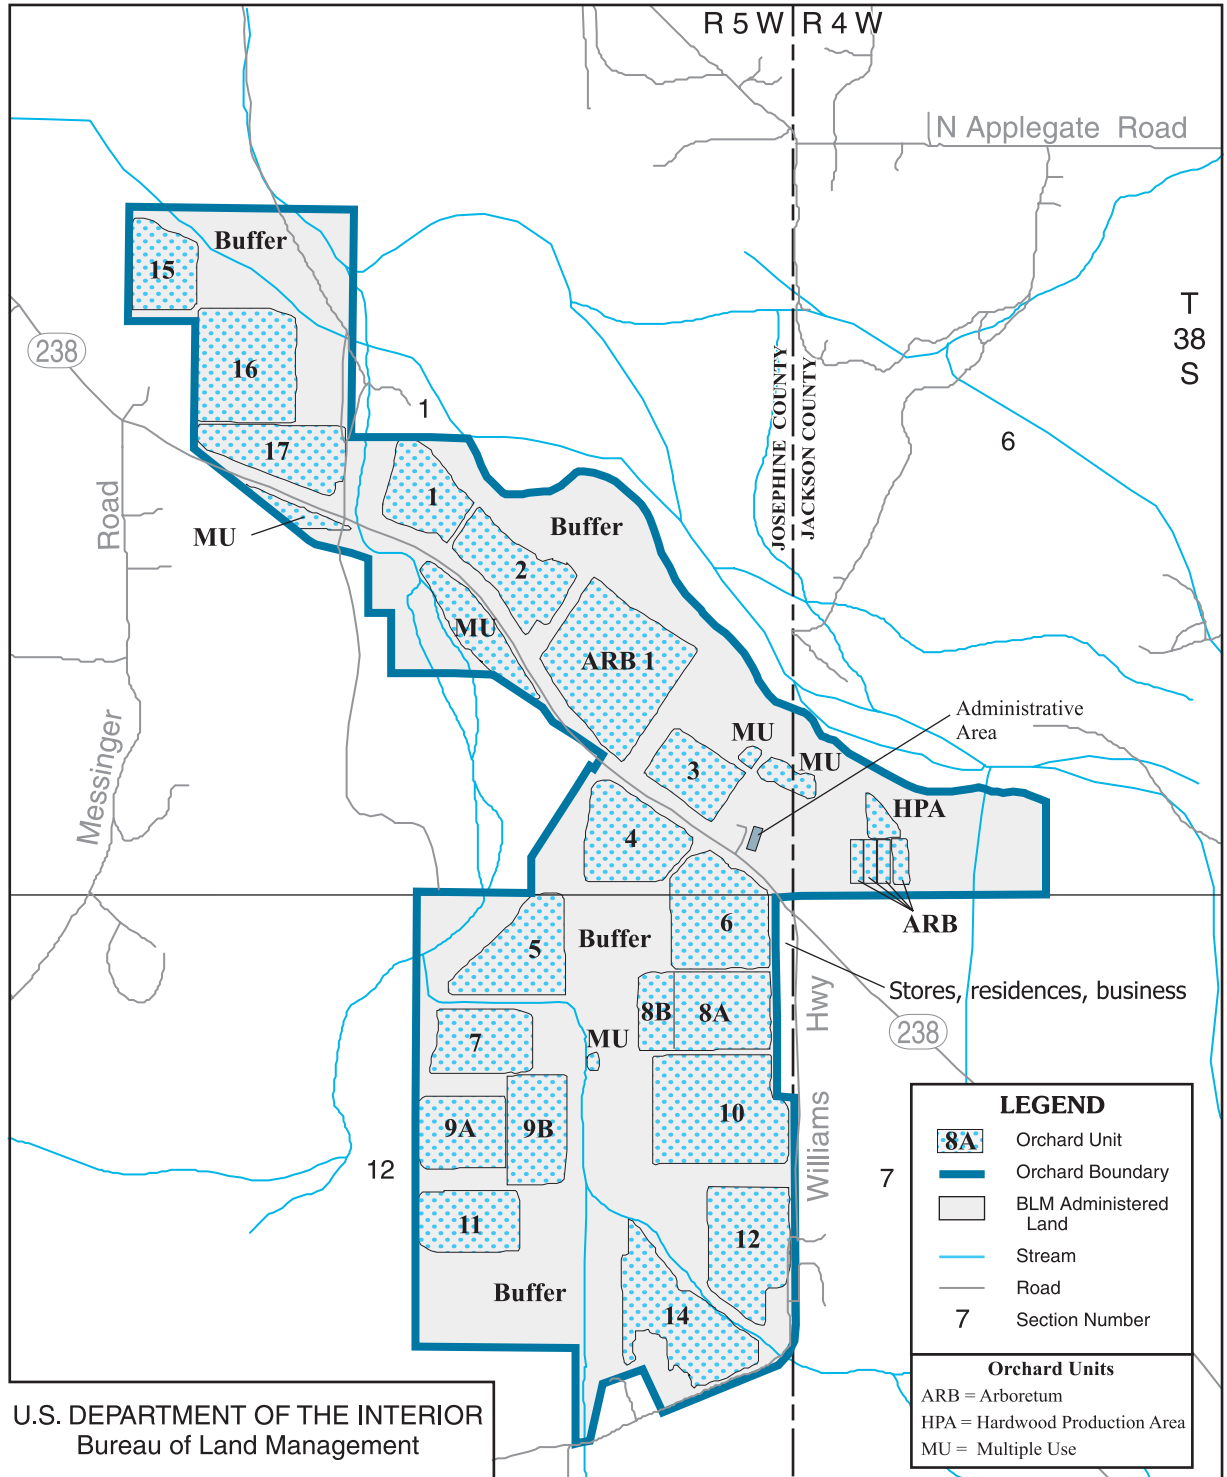 R 5 W R 4 W
N Applegate Road
Buffer
15
T
38
S
238
16
JOSEPHINE COUNTY
JACKSON COUNTY
1
6
17
1
Road
Buffer
MU
2
MU
ARB 1
Messinger
Administrative
Area
MU
MU
3
HPA
4
ARB
6
Buffer
5
Stores, residences, business
8B
8A
Williams Hwy
238
7
MU
10
9A
9B
12
7
11
12
Buffer
14
LEGEND
8A Orchard Unit
Orchard Boundary
BLM Administered
Land
Stream
Road
7 Section Number
Orchard Units
ARB = Arboretum
HPA = Hardwood Production Area
MU = Multiple Use
U.S. DEPARTMENT OF THE INTERIOR
Bureau of Land Management